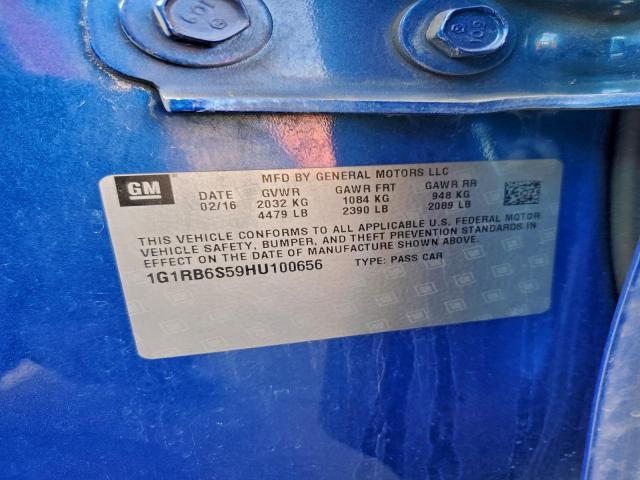 109
109
GM
MFD BY GENERAL MOTORS LLC
DATE GVWR GAWR FRT GAWR RR
02/16 2032 KG 1084 KG 948 KG
4479 LB 2390 LB 2089 LB
THIS VEHICLE CONFORMS TO ALL APPLICABLE U.S. FEDERAL MOTOR
VEHICLE SAFETY, BUMPER, AND THEFT PREVENTION STANDARDS IN
EFFECT ON THE DATE OF MANUFACTURE SHOWN ABOVE.
1G1RB6S59HU100656 TYPE: PASS CAR